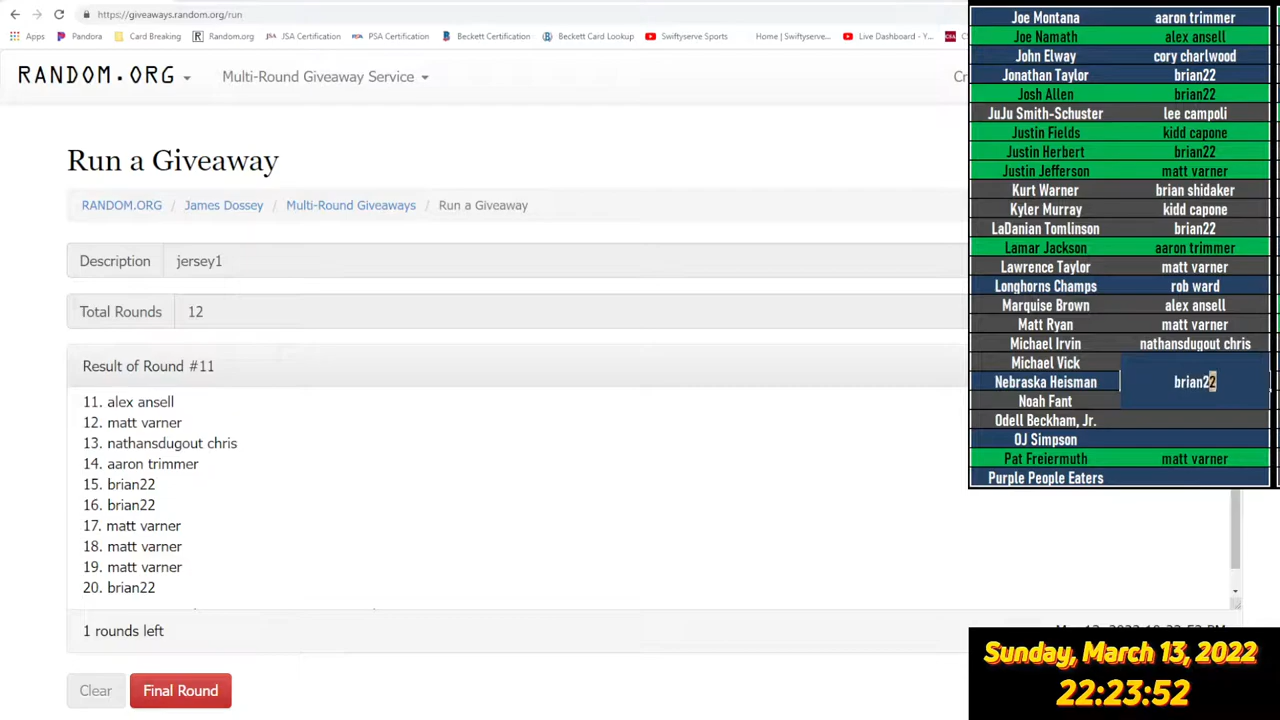 https://giveaways.random.org/run
Apps Pandora Card Breaking Random.org JSA Certification PSA Certification Beckett Certification Beckett Card Lookup Swiftyserve Sports Home | Swiftyserve... Live Dashboard - Y...
RANDOM.ORG Multi-Round Giveaway Service
Run a Giveaway
RANDOM.ORG / James Dossey / Multi-Round Giveaways / Run a Giveaway
Description jersey1
Total Rounds 12
Result of Round #11
11. alex ansell
12. matt varner
13. nathansdugout chris
14. aaron trimmer
15. brian22
16. brian22
17. matt varner
18. matt varner
19. matt varner
20. brian22
1 rounds left
Clear Final Round
Joe Montana aaron trimmer
Joe Namath alex ansell
John Elway cory charlwood
Jonathan Taylor brian22
Josh Allen brian22
JuJu Smith-Schuster lee campoli
Justin Fields kidd capone
Justin Herbert brian22
Justin Jefferson matt varner
Kurt Warner brian shidaker
Kyler Murray kidd capone
LaDanian Tomlinson brian22
Lamar Jackson aaron trimmer
Lawrence Taylor matt varner
Longhorns Champs rob ward
Marquise Brown alex ansell
Matt Ryan matt varner
Michael Irvin nathansdugout chris
Michael Vick
Nebraska Heisman brian22
Noah Fant
Odell Beckham, Jr.
OJ Simpson
Pat Freiermuth matt varner
Purple People Eaters
Sunday, March 13, 2022
22:23:52